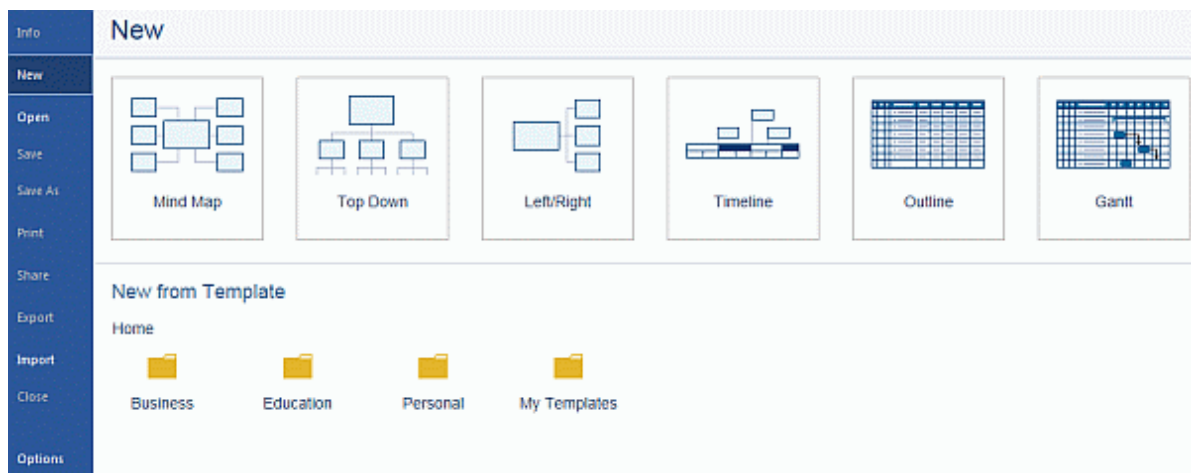 Info
New
Open
Save
Save As
Print
Share
Export
Import
Close
Options
New
Mind Map
Top Down
Left/Right
Timeline
Outline
Gantt
New from Template
Home
Business
Education
Personal
My Templates